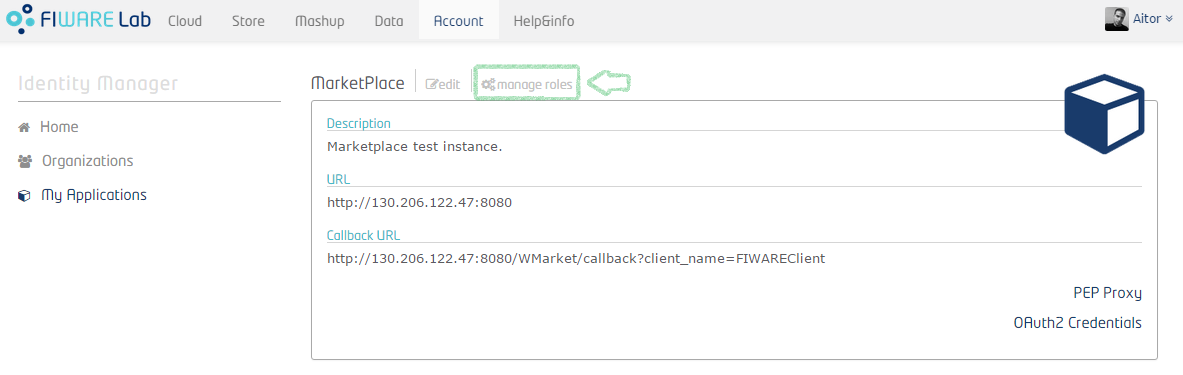 FIWARE Lab Cloud Store Mashup Data Account Help&info Aitor
Identity Manager
Home
Organizations
My Applications
MarketPlace edit manage roles
Description
Marketplace test instance.
URL
http://130.206.122.47:8080
Callback URL
http://130.206.122.47:8080/WMarket/callback?client_name=FIWAREClient
PEP Proxy
OAuth2 Credentials